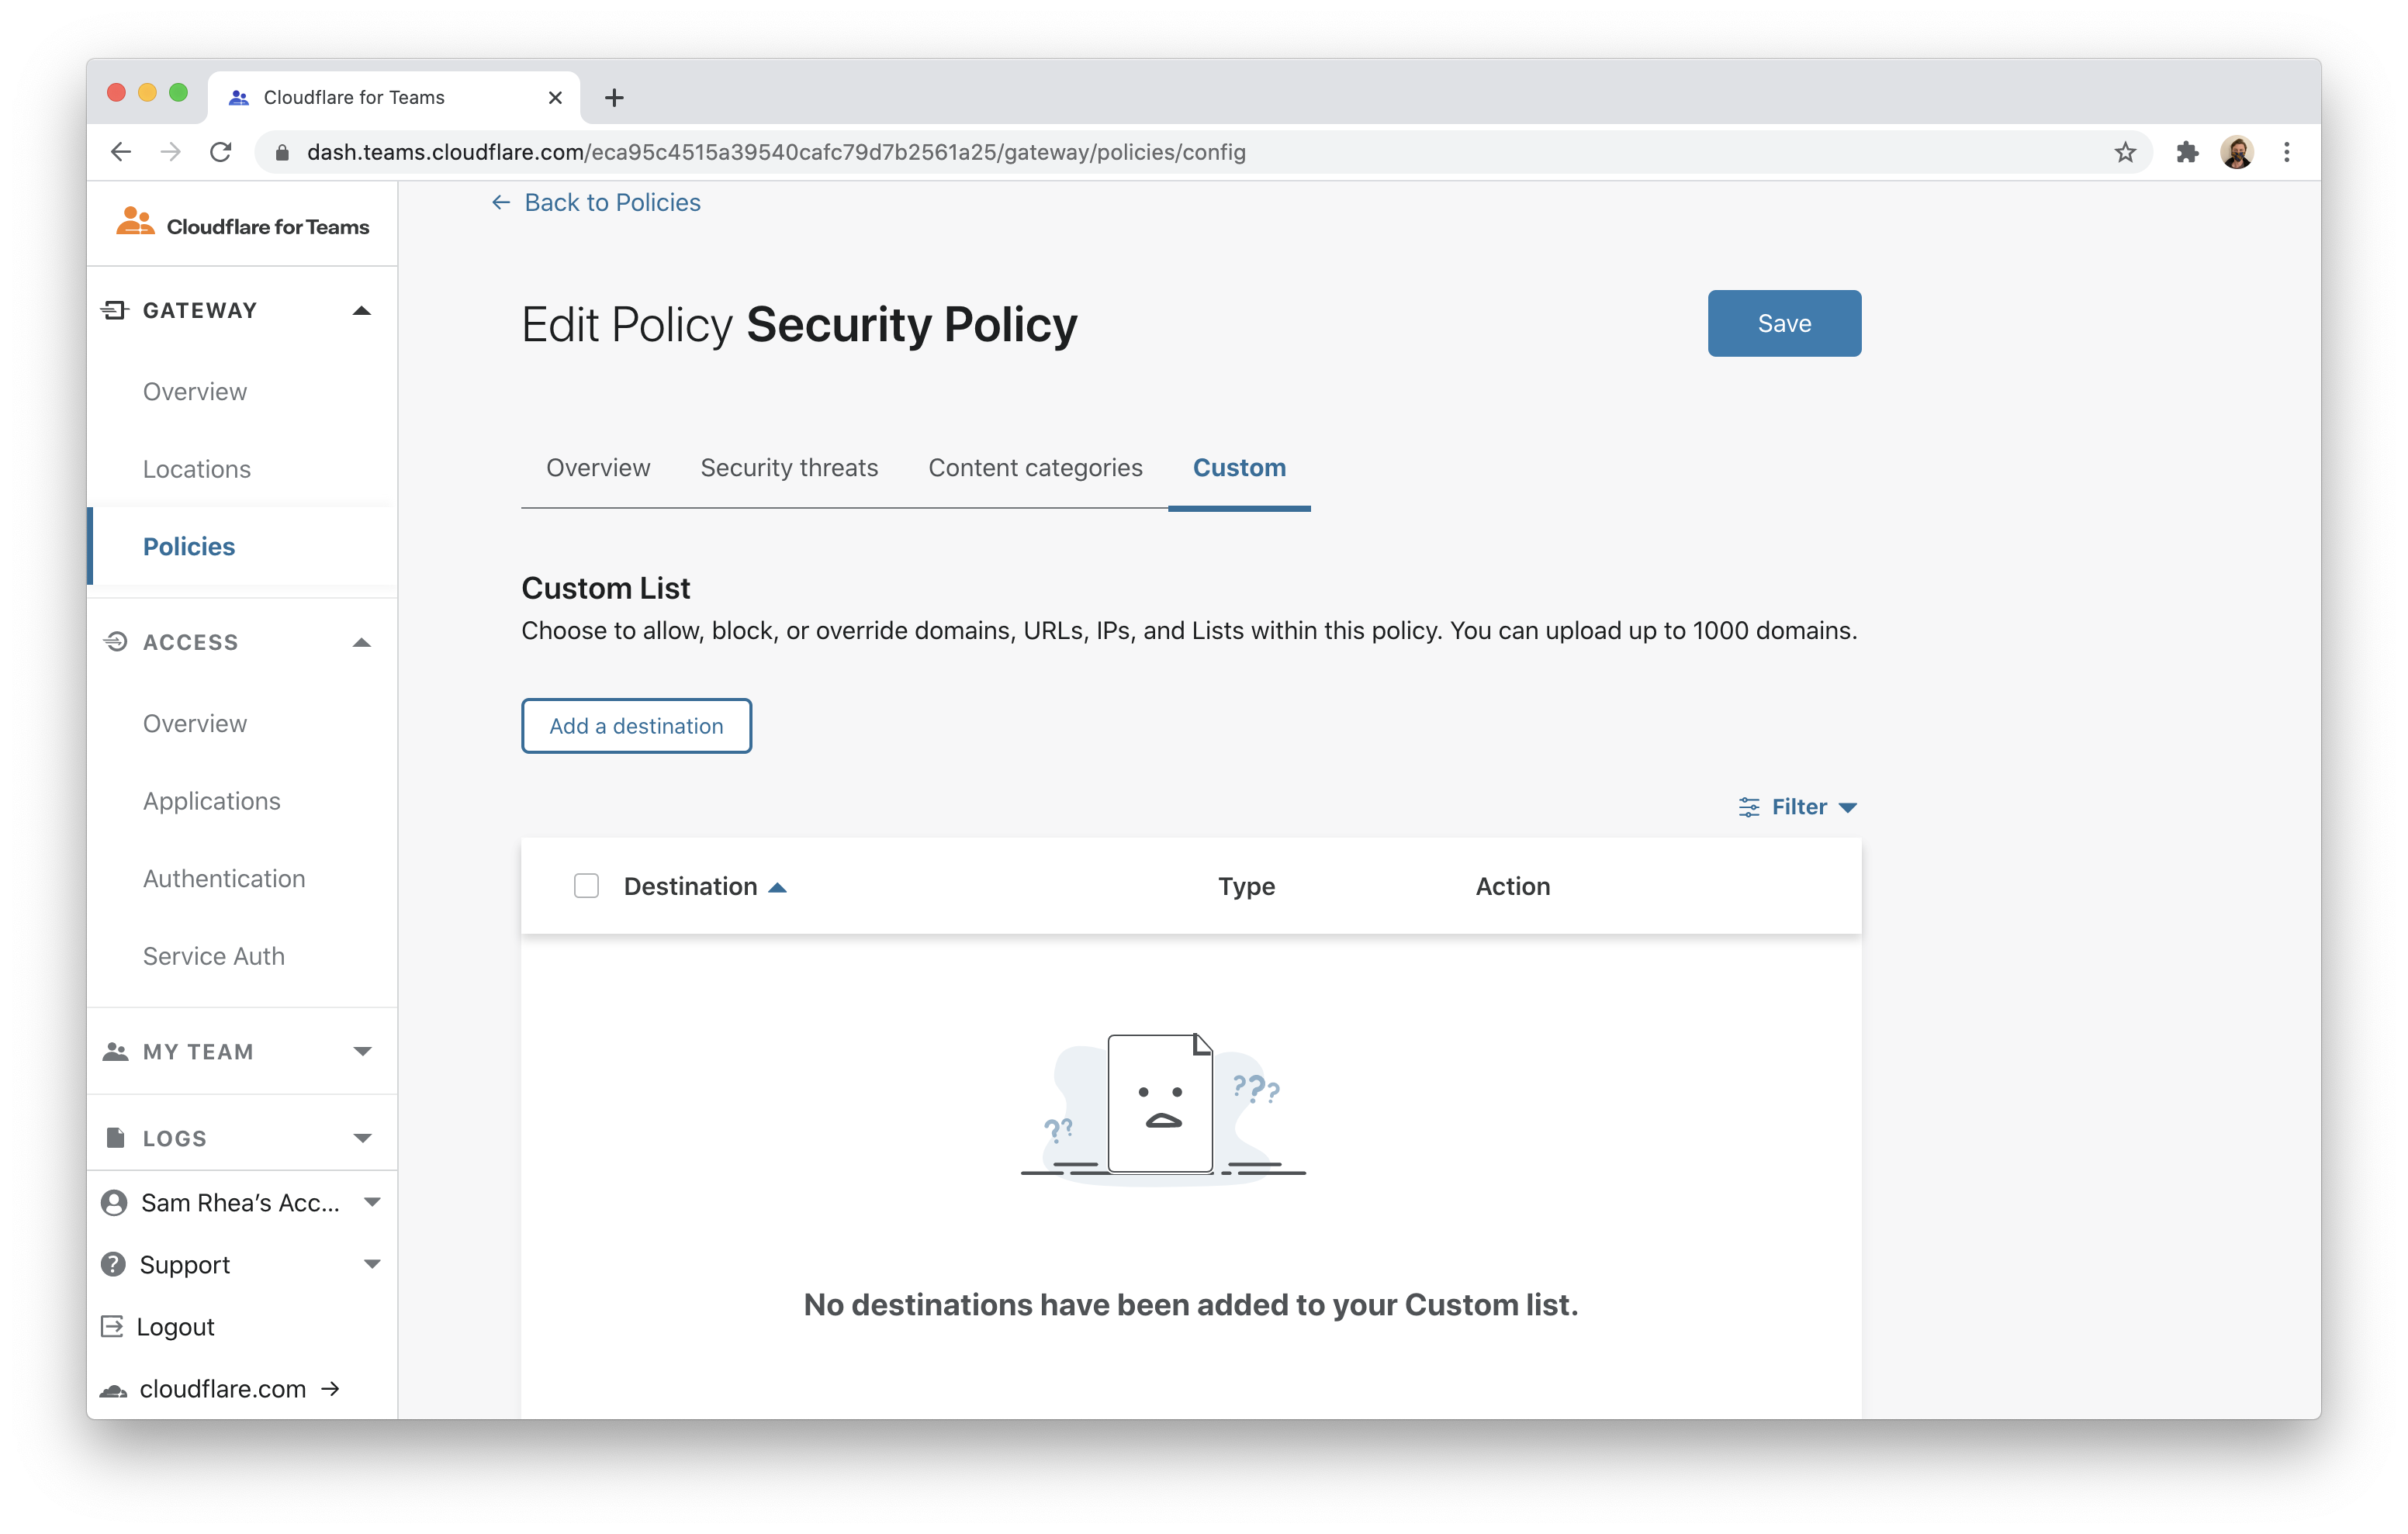 Cloudflare for Teams
dash.teams.cloudflare.com/eca95c4515a39540cafc79d7b2561a25/gateway/policies/config
Cloudflare for Teams
GATEWAY
Overview
Locations
Policies
ACCESS
Overview
Applications
Authentication
Service Auth
MY TEAM
LOGS
Sam Rhea’s Acc...
Support
Logout
cloudflare.com →
← Back to Policies
Edit Policy Security Policy
Save
Overview Security threats Content categories Custom
Custom List
Choose to allow, block, or override domains, URLs, IPs, and Lists within this policy. You can upload up to 1000 domains.
Add a destination
Filter
Destination Type Action
???
??
No destinations have been added to your Custom list.